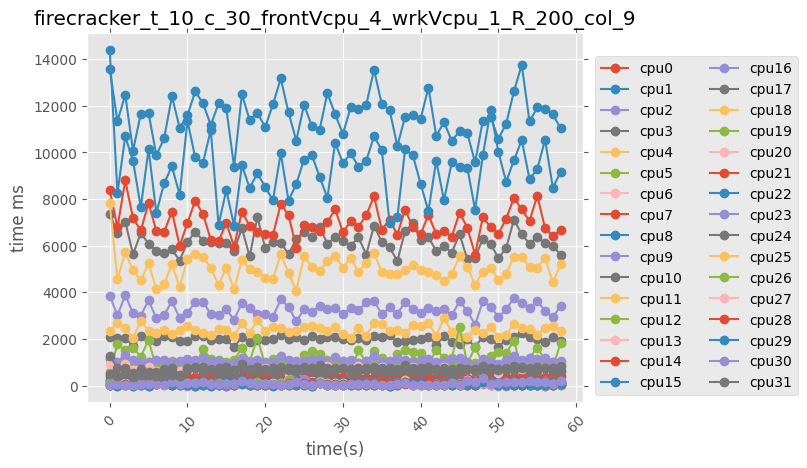 firecracker_t_10_c_30_frontVcpu_4_wrkVcpu_1_R_200_col_9
14000
12000
10000
8000
6000
4000
2000
0
time ms
0
10
20
30
40
50
60
time(s)
cpu0
cpu1
cpu2
cpu3
cpu4
cpu5
cpu6
cpu7
cpu8
cpu9
cpu10
cpu11
cpu12
cpu13
cpu14
cpu15
cpu16
cpu17
cpu18
cpu19
cpu20
cpu21
cpu22
cpu23
cpu24
cpu25
cpu26
cpu27
cpu28
cpu29
cpu30
cpu31